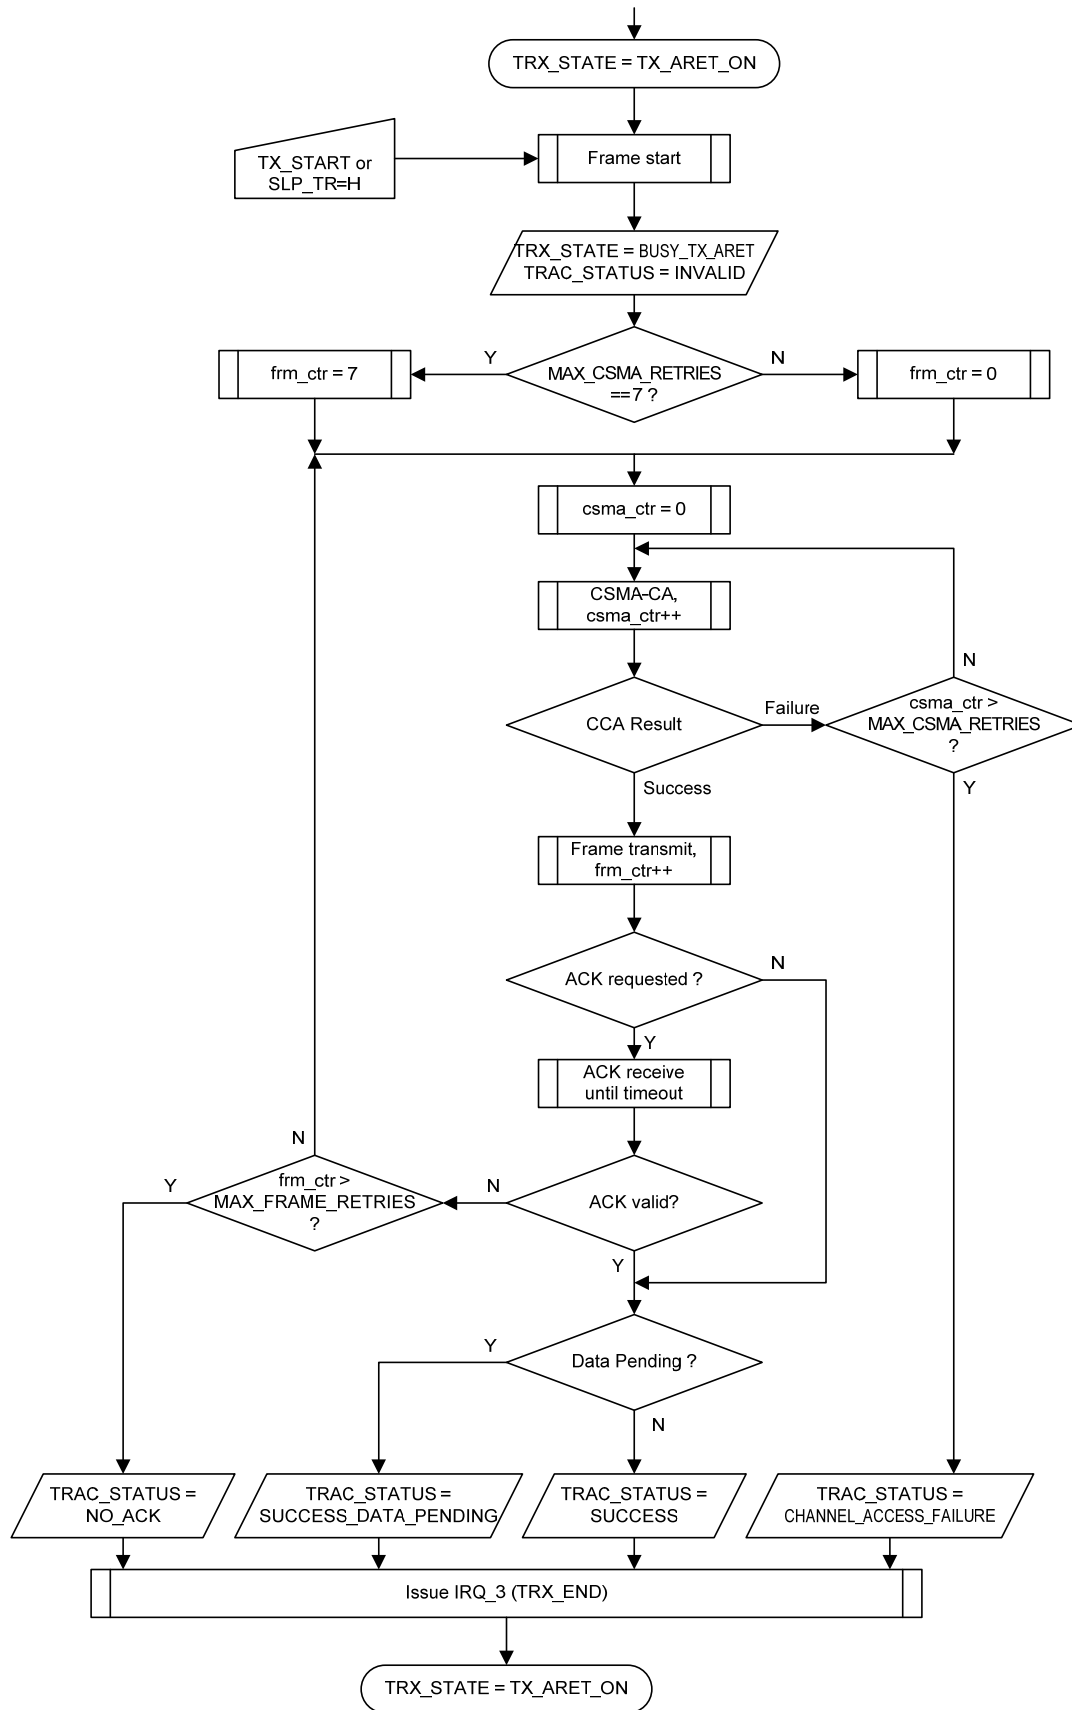 TRX_STATE = TX_ARET_ON
TX_START or
SLP_TR=H
Frame start
TRX_STATE = BUSY_TX_ARET
TRAC_STATUS = INVALID
Y
MAX_CSMA_RETRIES
==7 ?
N
frm_ctr = 7
frm_ctr = 0
csma_ctr = 0
CSMA-CA,
csma_ctr++
N
CCA Result
Failure
csma_ctr >
MAX_CSMA_RETRIES
?
Success
Y
Frame transmit,
frm_ctr++
ACK requested ?
N
Y
ACK receive
until timeout
N
Y
frm_ctr >
MAX_FRAME_RETRIES
?
N
ACK valid?
Y
Y
Data Pending ?
N
TRAC_STATUS =
NO_ACK
TRAC_STATUS =
SUCCESS_DATA_PENDING
TRAC_STATUS =
SUCCESS
TRAC_STATUS =
CHANNEL_ACCESS_FAILURE
Issue IRQ_3 (TRX_END)
TRX_STATE = TX_ARET_ON